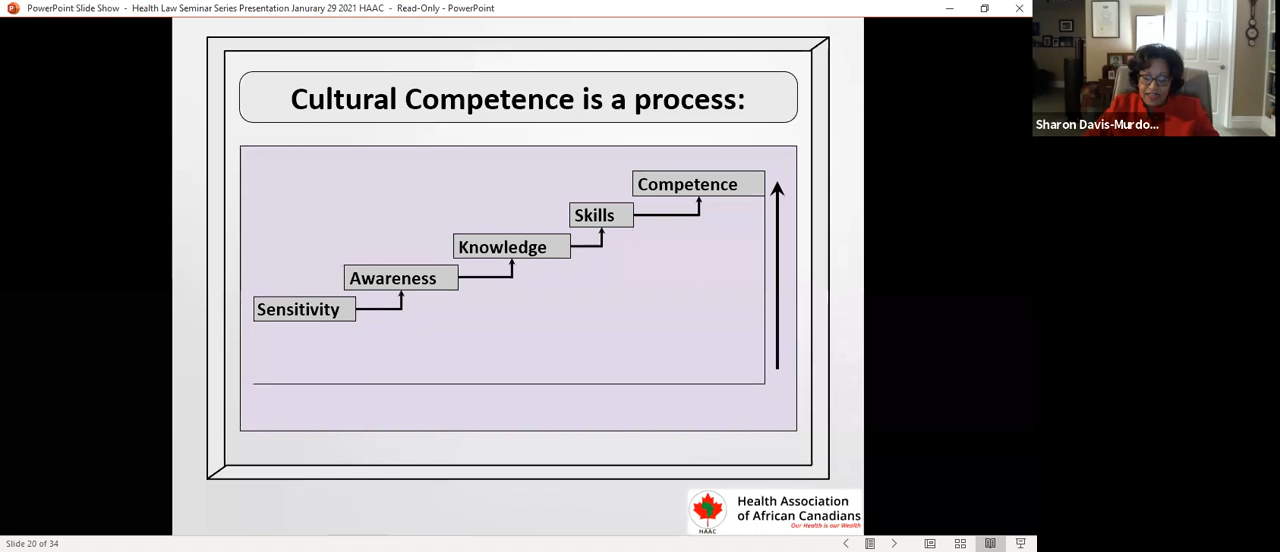 PowerPoint Slide Show - Health Law Seminar Series Presentation Janurary 29 2021 HAAC - Read-Only - PowerPoint
Sharon Davis-Murdo...
Cultural Competence is a process:
Competence
Skills
Knowledge
Awareness
Sensitivity
HAAC
Health Association
of African Canadians
Our Health is our Wealth
Slide 20 of 34